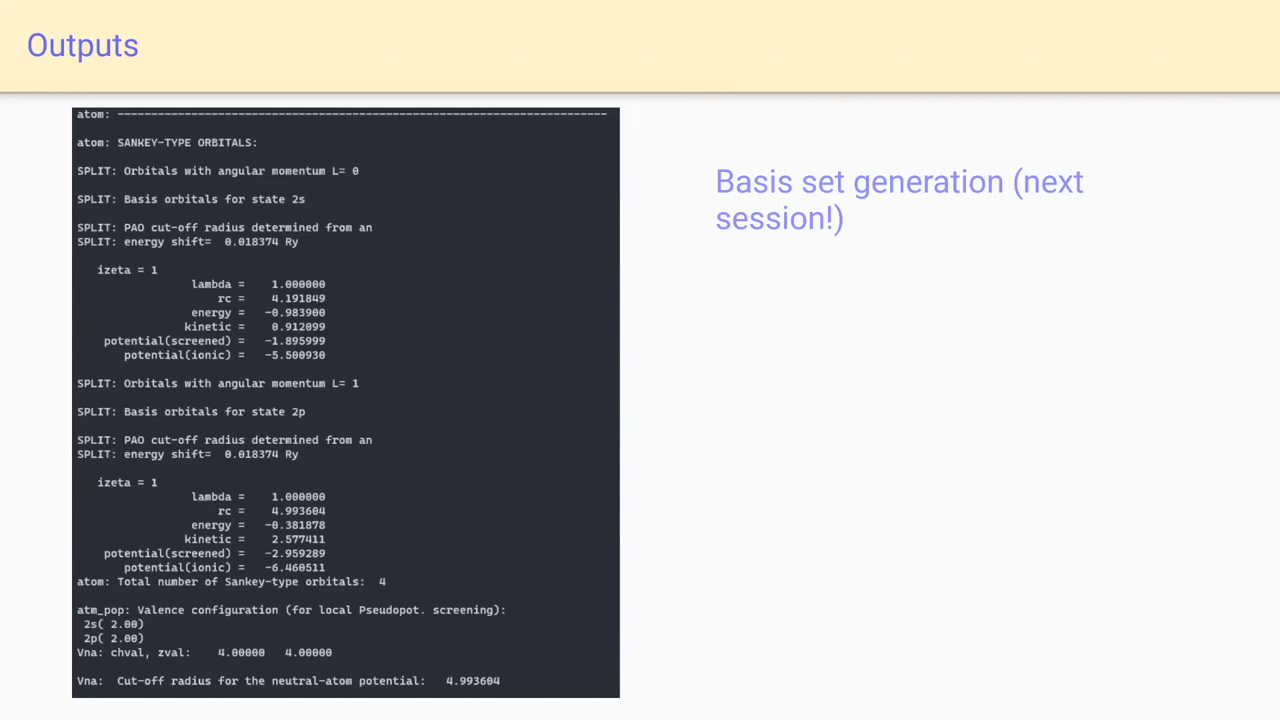 Outputs
atom: -------------------------------------------------------------------------
atom: SANKEY-TYPE ORBITALS:
SPLIT: Orbitals with angular momentum L= 0
SPLIT: Basis orbitals for state 2s
SPLIT: PAO cut-off radius determined from an
SPLIT: energy shift=  0.018374 Ry
izeta = 1
lambda =    1.000000
rc =    4.191849
energy =   -0.983900
kinetic =    0.912099
potential(screened) =   -1.895999
potential(ionic) =   -5.500930
SPLIT: Orbitals with angular momentum L= 1
SPLIT: Basis orbitals for state 2p
SPLIT: PAO cut-off radius determined from an
SPLIT: energy shift=  0.018374 Ry
izeta = 1
lambda =    1.000000
rc =    4.993604
energy =   -0.381878
kinetic =    2.577411
potential(screened) =   -2.959289
potential(ionic) =   -6.460511
atom: Total number of Sankey-type orbitals:  4
atm_pop: Valence configuration (for local Pseudopot. screening):
2s( 2.00)
2p( 2.00)
Vna: chval, zval:    4.00000   4.00000
Vna:  Cut-off radius for the neutral-atom potential:   4.993604
Basis set generation (next
session!)